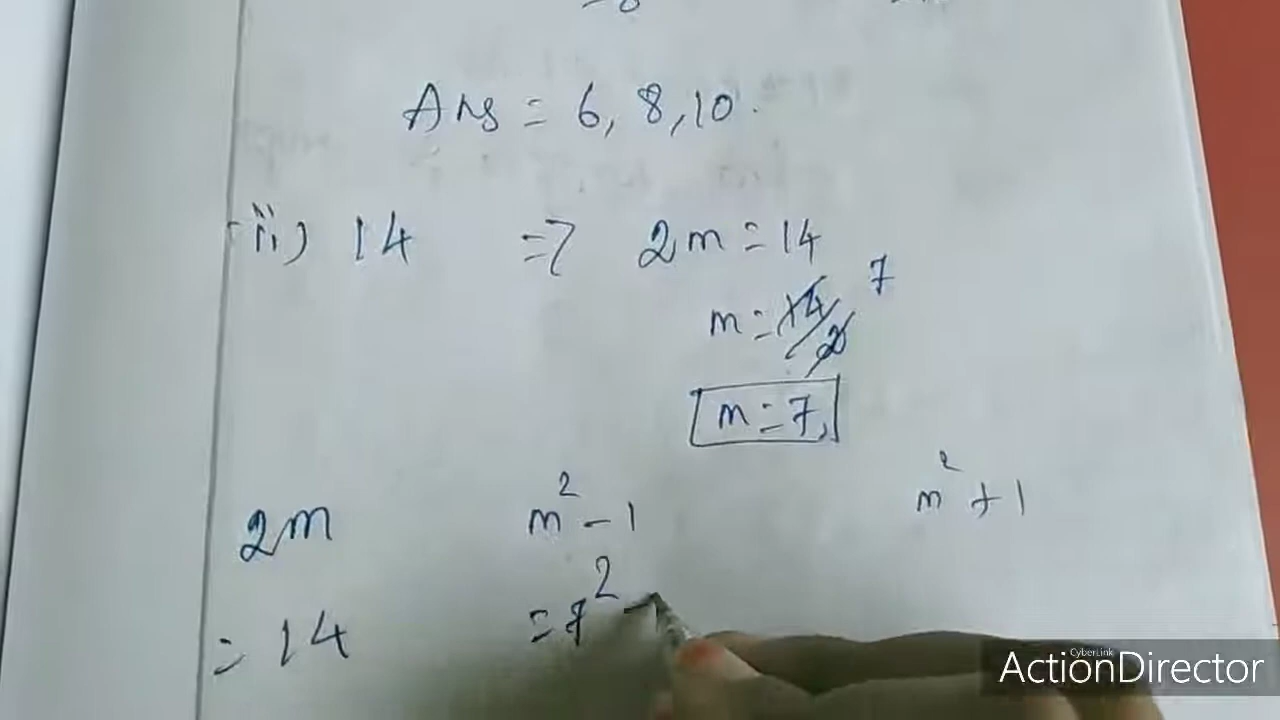 Ans = 6, 8, 10.
ii) 14 => 2m = 14
m = 14/2 7
m = 7,
2m m² - 1 m² + 1
= 14 = 7² -
CyberLink
ActionDirector